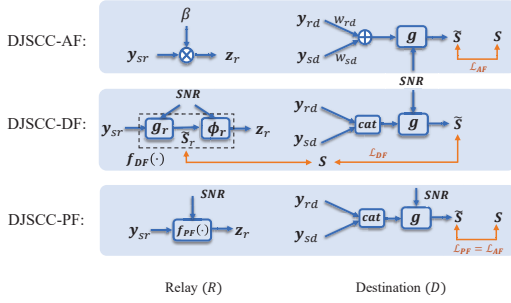 DJSCC-AF:
β
y_sr
z_r
y_rd
w_rd
y_sd
w_sd
g
S̃
S
ℒ_AF
SNR
DJSCC-DF:
SNR
y_sr
g_r
S̃_r
ϕ_r
z_r
f_DF(·)
y_rd
y_sd
cat
g
S̃
S
ℒ_DF
DJSCC-PF:
SNR
y_sr
f_PF(·)
z_r
y_rd
y_sd
cat
SNR
g
S̃
S
ℒ_PF = ℒ_AF
Relay (R)
Destination (D)